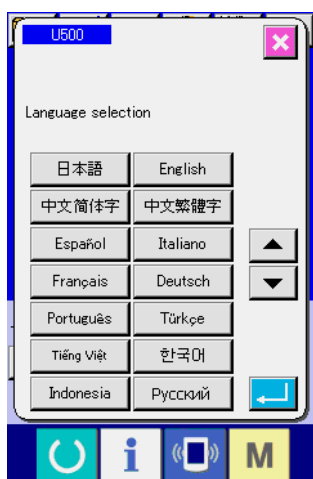 U500
Language selection
日本語 English
中文简体字 中文繁體字
Español Italiano
Français Deutsch
Português Türkçe
Tiếng Việt 한국어
Indonesia Русский
i M